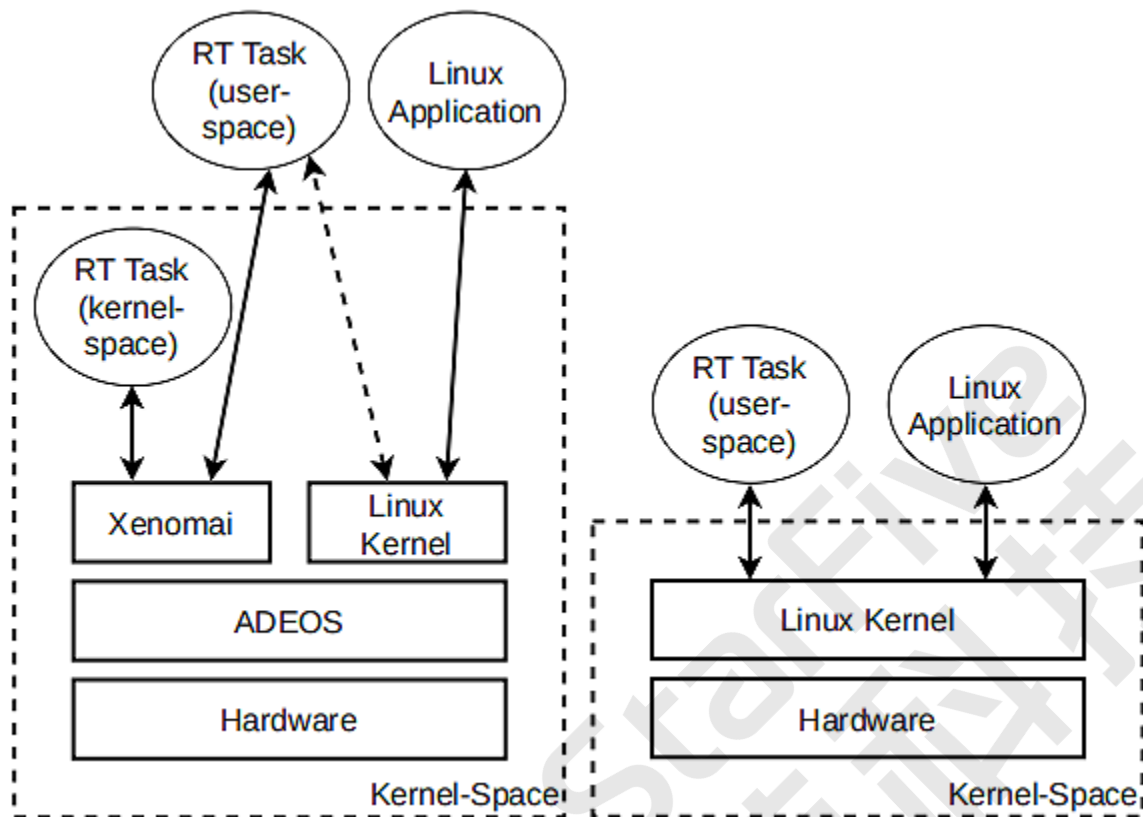 RT Task
(user-
space)
Linux
Application
RT Task
(kernel-
space)
Xenomai
Linux
Kernel
ADEOS
Hardware
Kernel-Space
RT Task
(user-
space)
Linux
Application
Linux Kernel
Hardware
Kernel-Space
StarFive